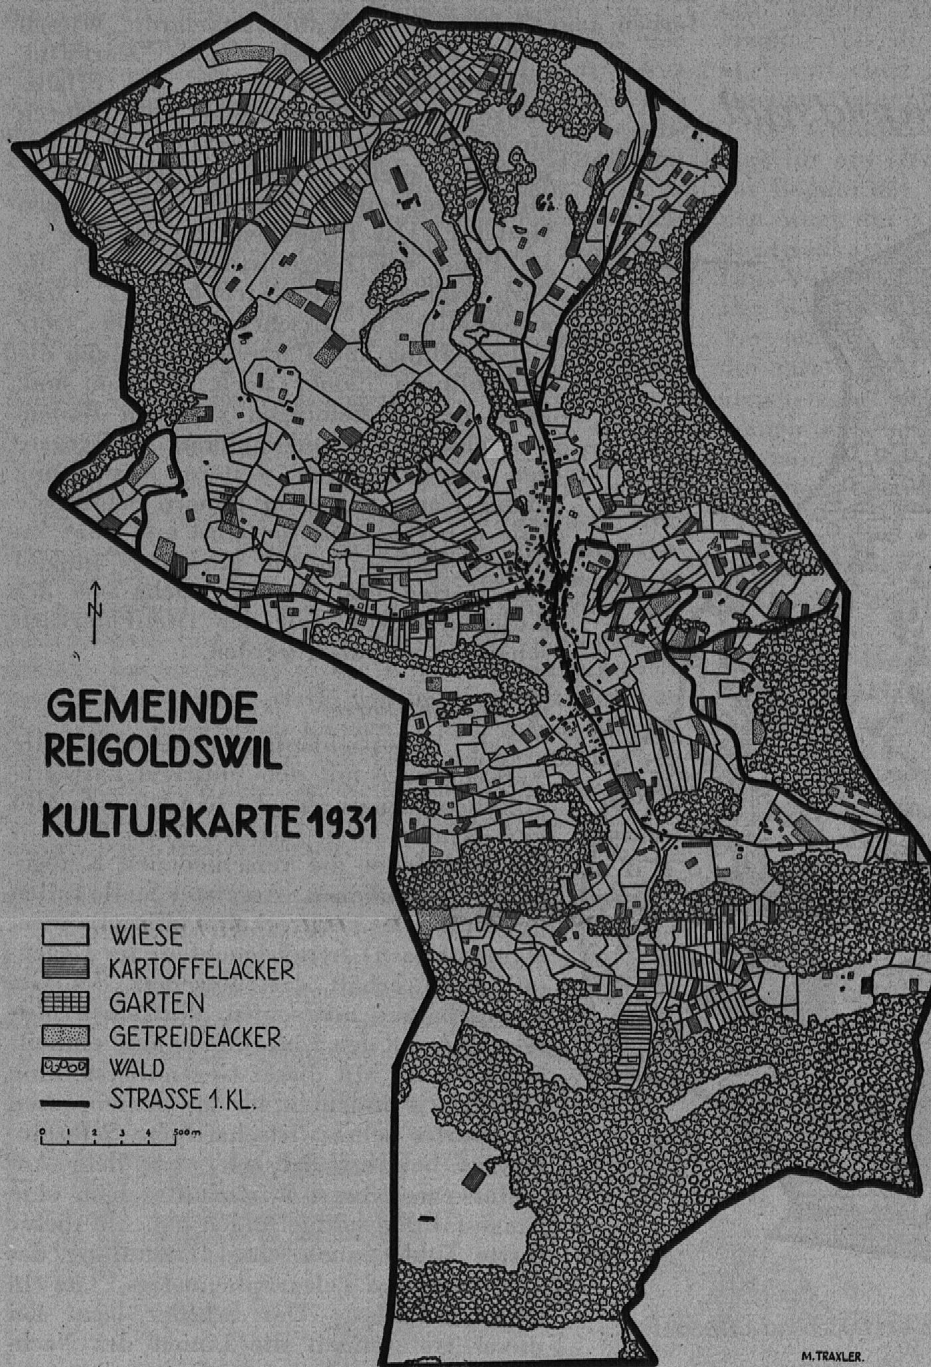 N
GEMEINDE
REIGOLDSWIL
KULTURKARTE 1931
WIESE
KARTOFFELACKER
GARTEN
GETREIDEACKER
WALD
STRASSE 1. KL.
0 1 2 3 4 500m
M. TRAXLER.